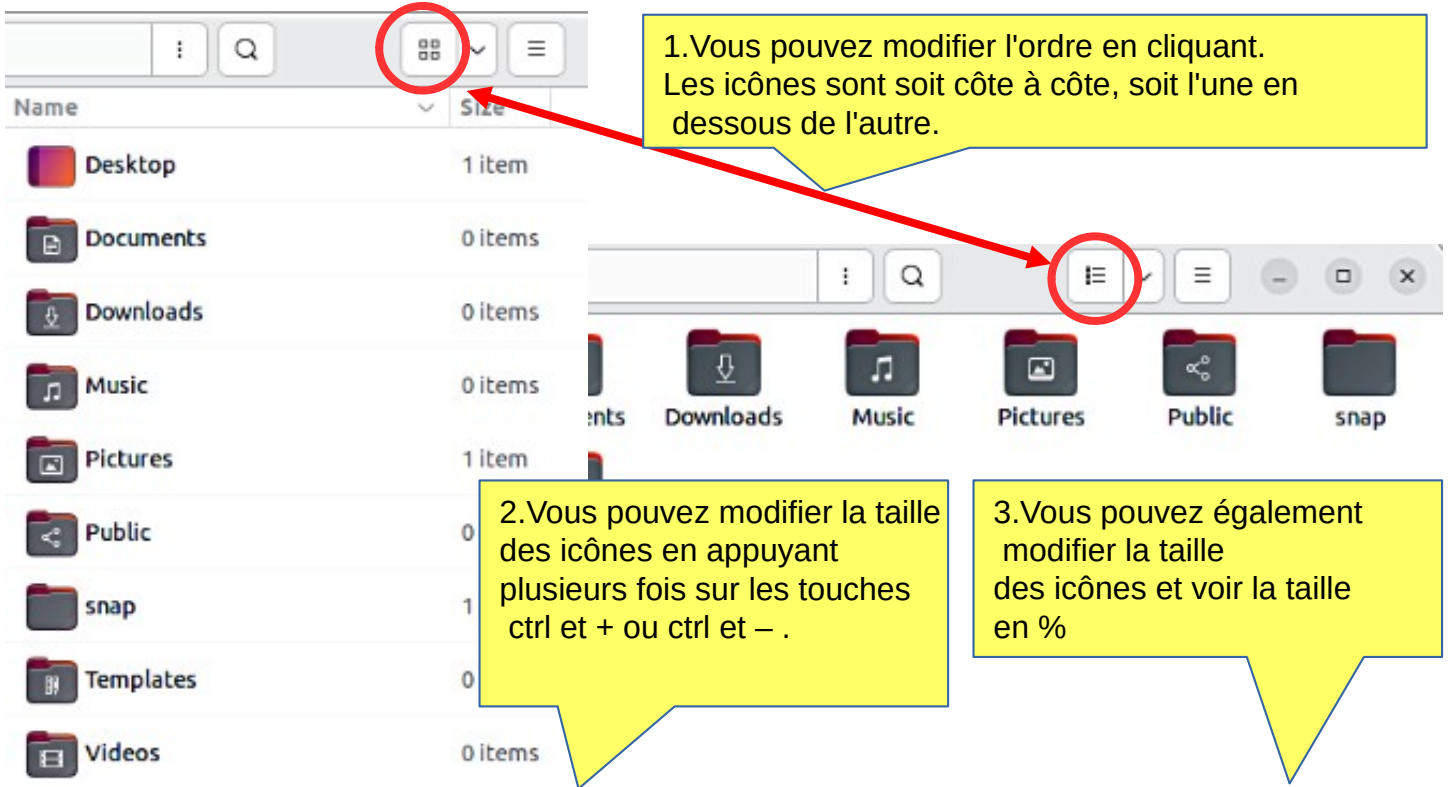 1.Vous pouvez modifier l'ordre en cliquant.
Les icônes sont soit côte à côte, soit l'une en
dessous de l'autre.
Name Size
Desktop 1 item
Documents 0 items
Downloads 0 items
Music 0 items
Pictures 1 item
Public 0
snap 1
Templates 0
Videos 0 items
ents Downloads Music Pictures Public snap
2.Vous pouvez modifier la taille
des icônes en appuyant
plusieurs fois sur les touches
ctrl et + ou ctrl et – .
3.Vous pouvez également
modifier la taille
des icônes et voir la taille
en %